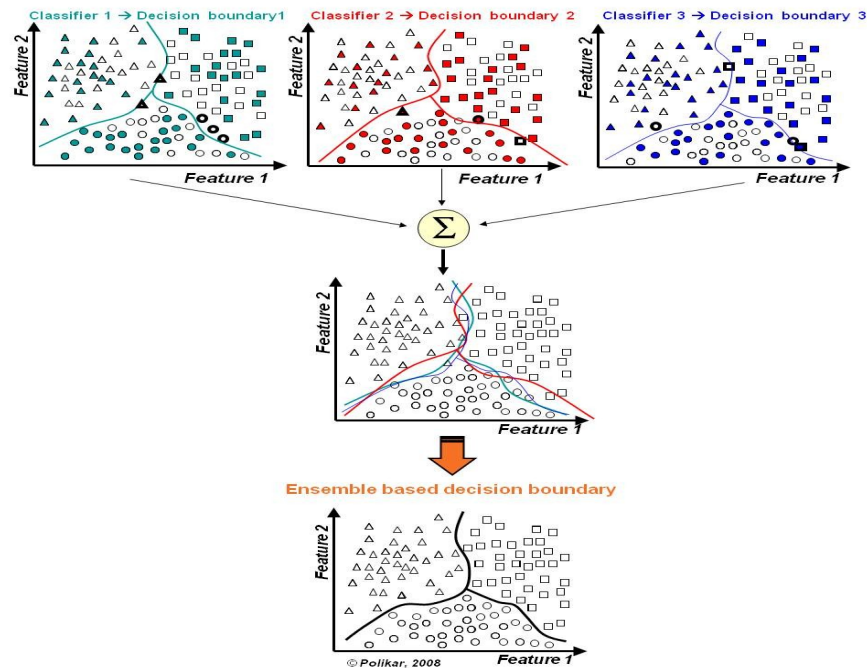 Classifier 1 → Decision boundary1
Classifier 2 → Decision boundary 2
Classifier 3 → Decision boundary 3
Feature 2
Feature 1
Feature 2
Feature 1
Feature 2
Feature 1
Σ
Feature 2
Feature 1
Ensemble based decision boundary
Feature 2
Feature 1
© Polikar, 2008